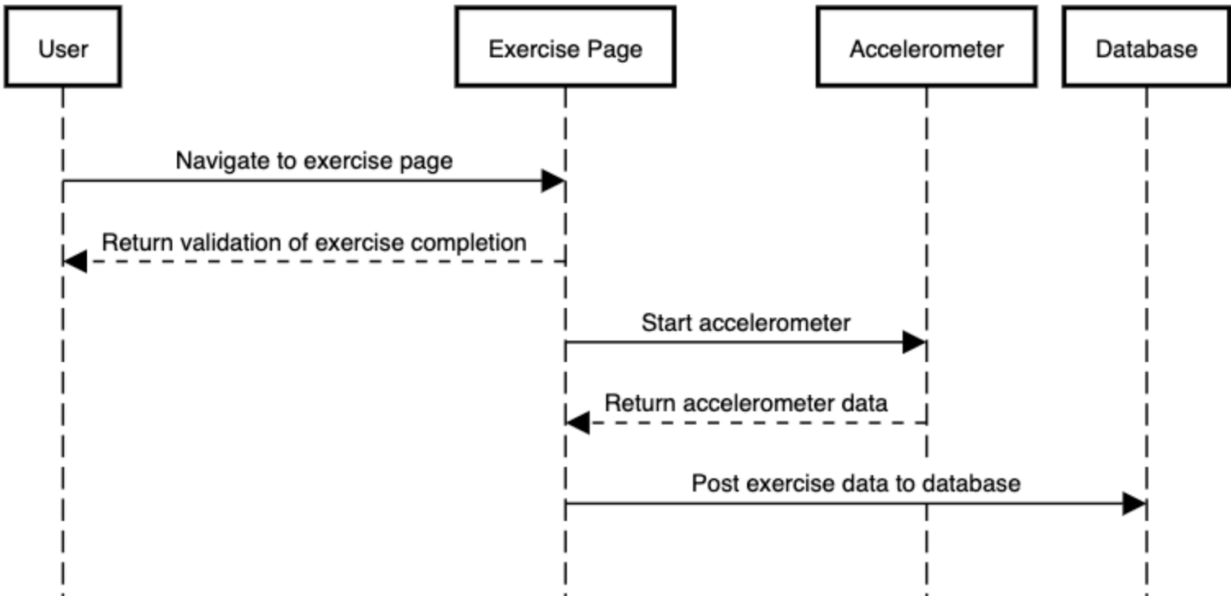 User
Exercise Page
Accelerometer
Database
Navigate to exercise page
Return validation of exercise completion
Start accelerometer
Return accelerometer data
Post exercise data to database